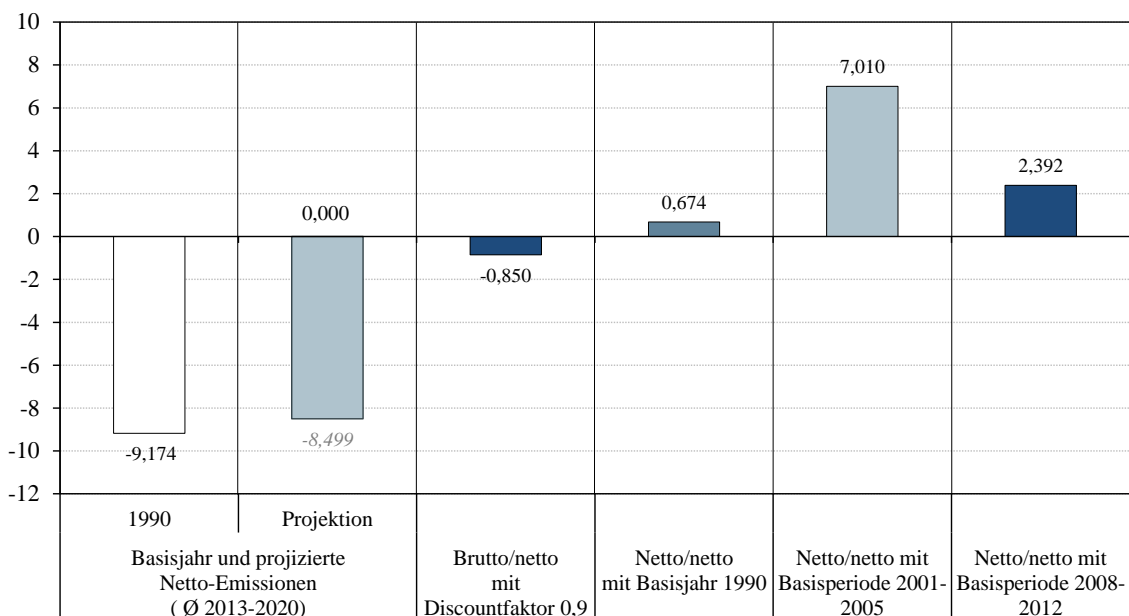 10
8
6
4
2
0
-2
-4
-6
-8
-10
-12
-9,174
0,000
-8,499
-0,850
0,674
7,010
2,392
1990
Projektion
Basisjahr und projizierte
Netto-Emissionen
( Ø 2013-2020)
Brutto/netto
mit
Discountfaktor 0,9
Netto/netto
mit Basisjahr 1990
Netto/netto mit
Basisperiode 2001-
2005
Netto/netto mit
Basisperiode 2008-
2012